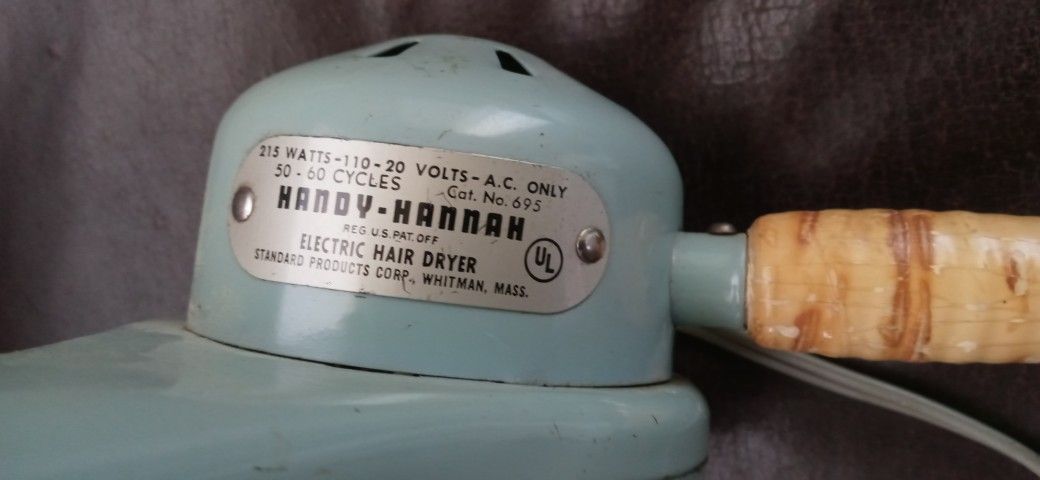 215 WATTS-110-20 VOLTS-A.C. ONLY
50-60 CYCLES Cat. No. 695
HANDY-HANNAH
REG. U.S. PAT. OFF
ELECTRIC HAIR DRYER
UL
STANDARD PRODUCTS CORP., WHITMAN, MASS.